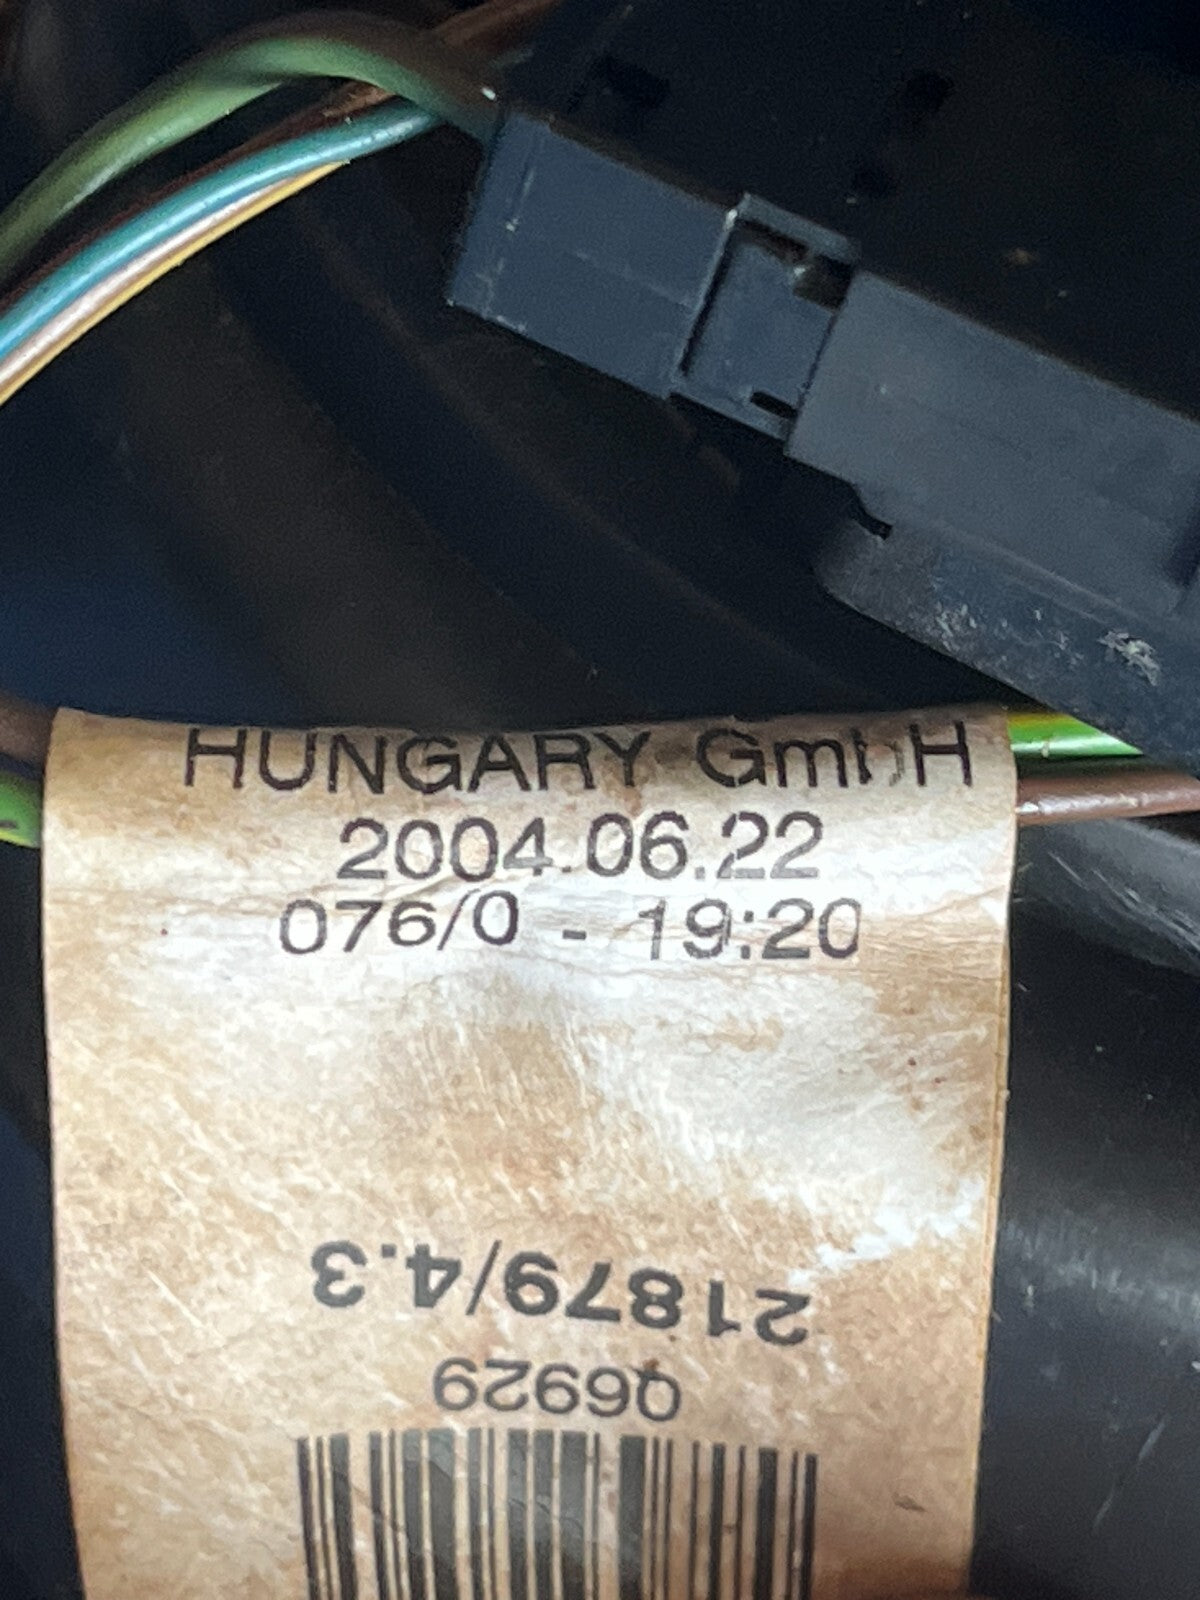 HUNGARY GmbH
2004.06.22
076/0 - 19:20
21879/4.3
Q6929